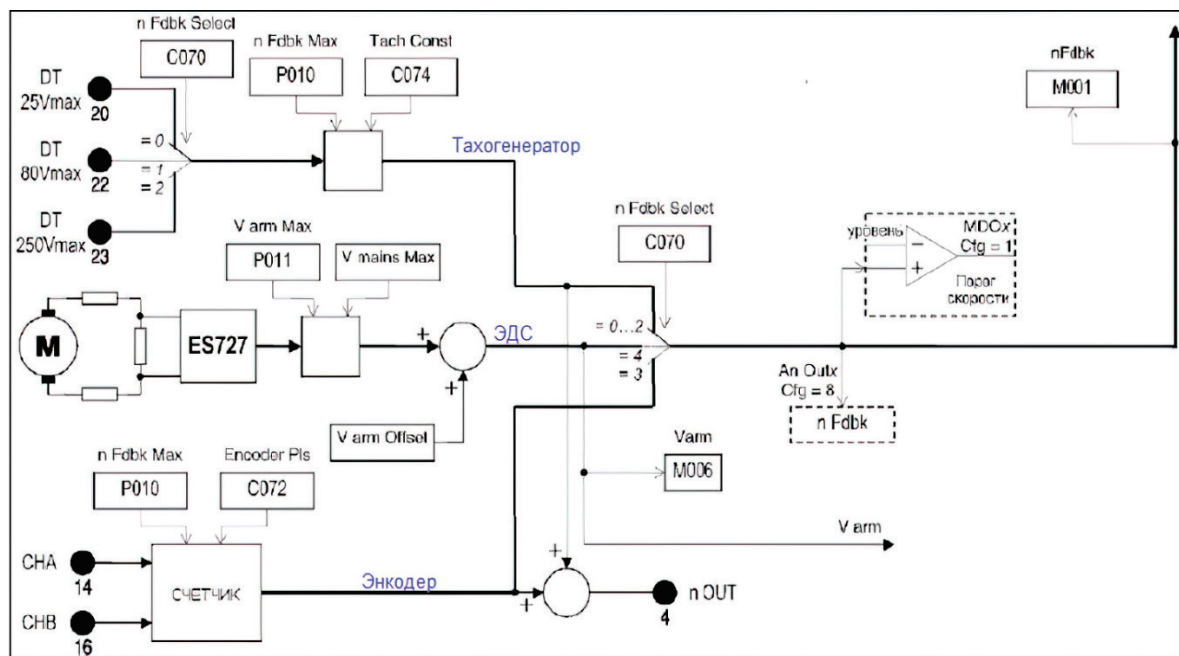 n Fdbk Select
C070
DT
25Vmax
20
DT
80Vmax
22
DT
250Vmax
23
= 0
= 1
= 2
n Fdbk Max
P010
Tach Const
C074
Тахогенератор
V arm Max
P011
V mains Max
M
ES727
+
+
ЭДС
V arm Offset
n Fdbk Select
C070
= 0...2
= 4
= 3
nFdbk
M001
уровень
MDOx
Cfg = 1
−
+
Порог
скорости
An Outx
Cfg = 8
n Fdbk
Varm
M006
V arm
n Fdbk Max
P010
Encoder Pls
C072
CHA
14
CHB
16
СЧЕТЧИК
Энкодер
+
+
4
n OUT